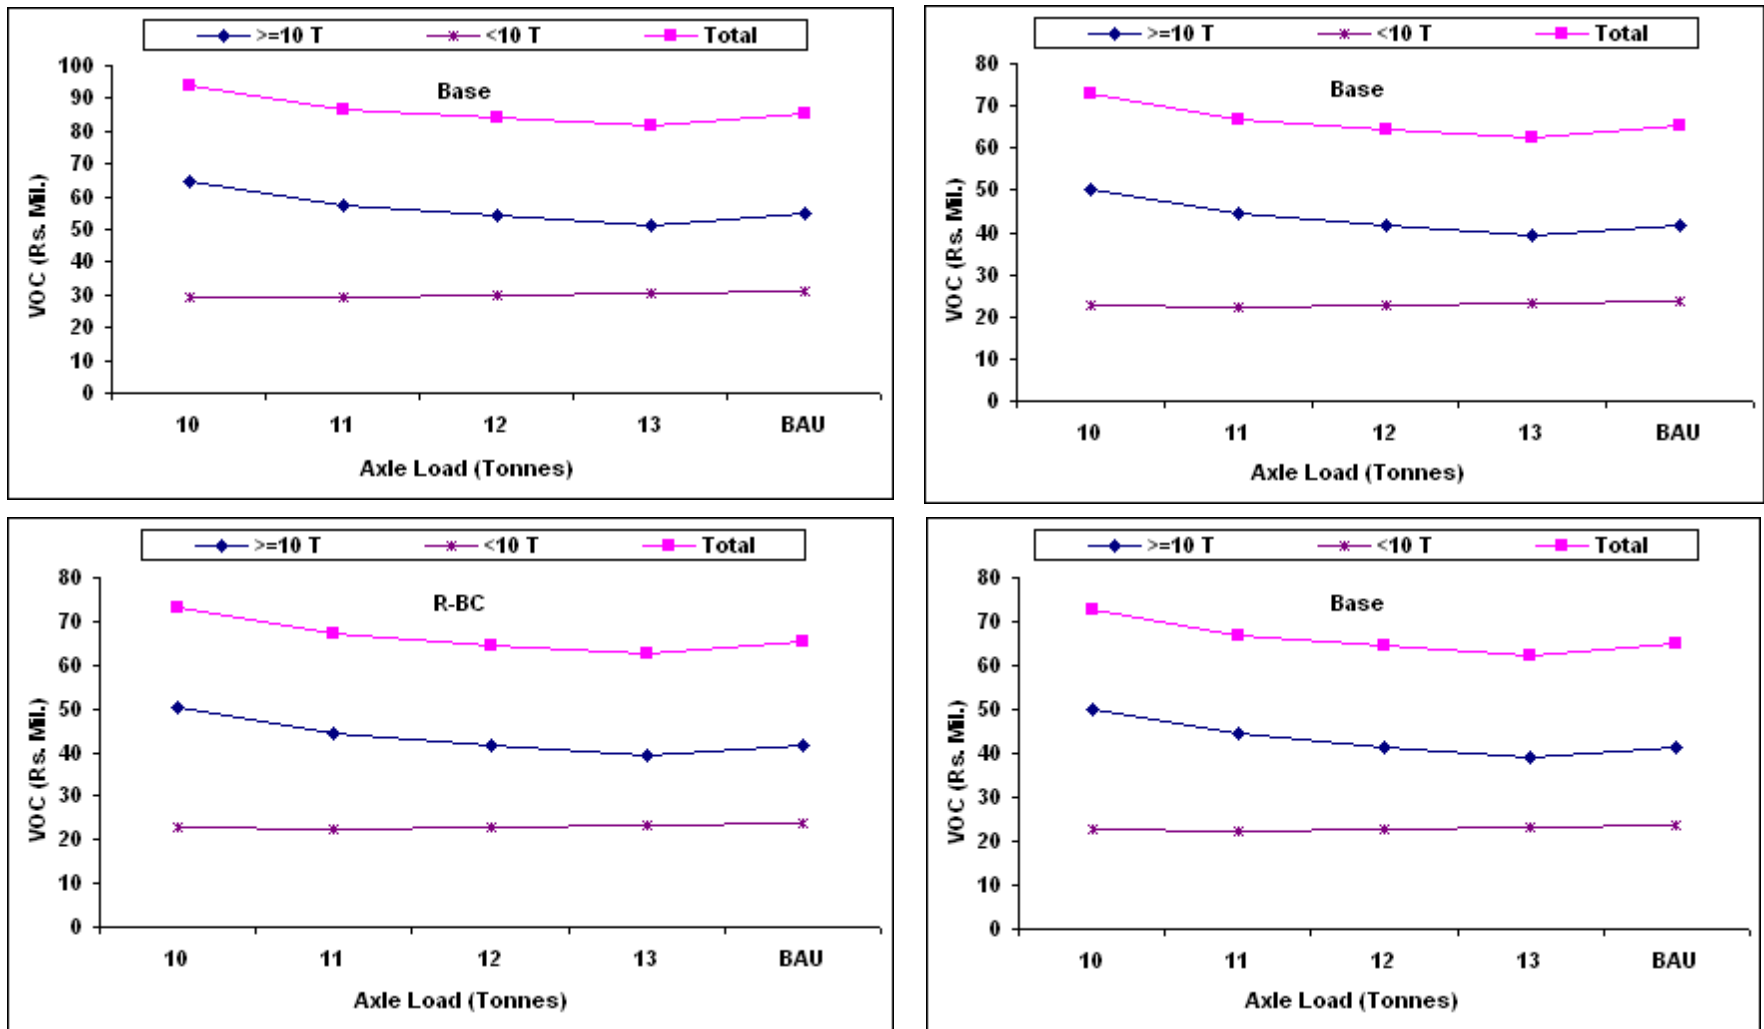 >=10 T <10 T Total
Base
VOC (Rs. Mil.)
100
90
80
70
60
50
40
30
20
10
0
10 11 12 13 BAU
Axle Load (Tonnes)
>=10 T <10 T Total
Base
VOC (Rs. Mil.)
80
70
60
50
40
30
20
10
0
10 11 12 13 BAU
Axle Load (Tonnes)
>=10 T <10 T Total
R-BC
VOC (Rs. Mil.)
80
70
60
50
40
30
20
10
0
10 11 12 13 BAU
Axle Load (Tonnes)
>=10 T <10 T Total
Base
VOC (Rs. Mil.)
80
70
60
50
40
30
20
10
0
10 11 12 13 BAU
Axle Load (Tonnes)